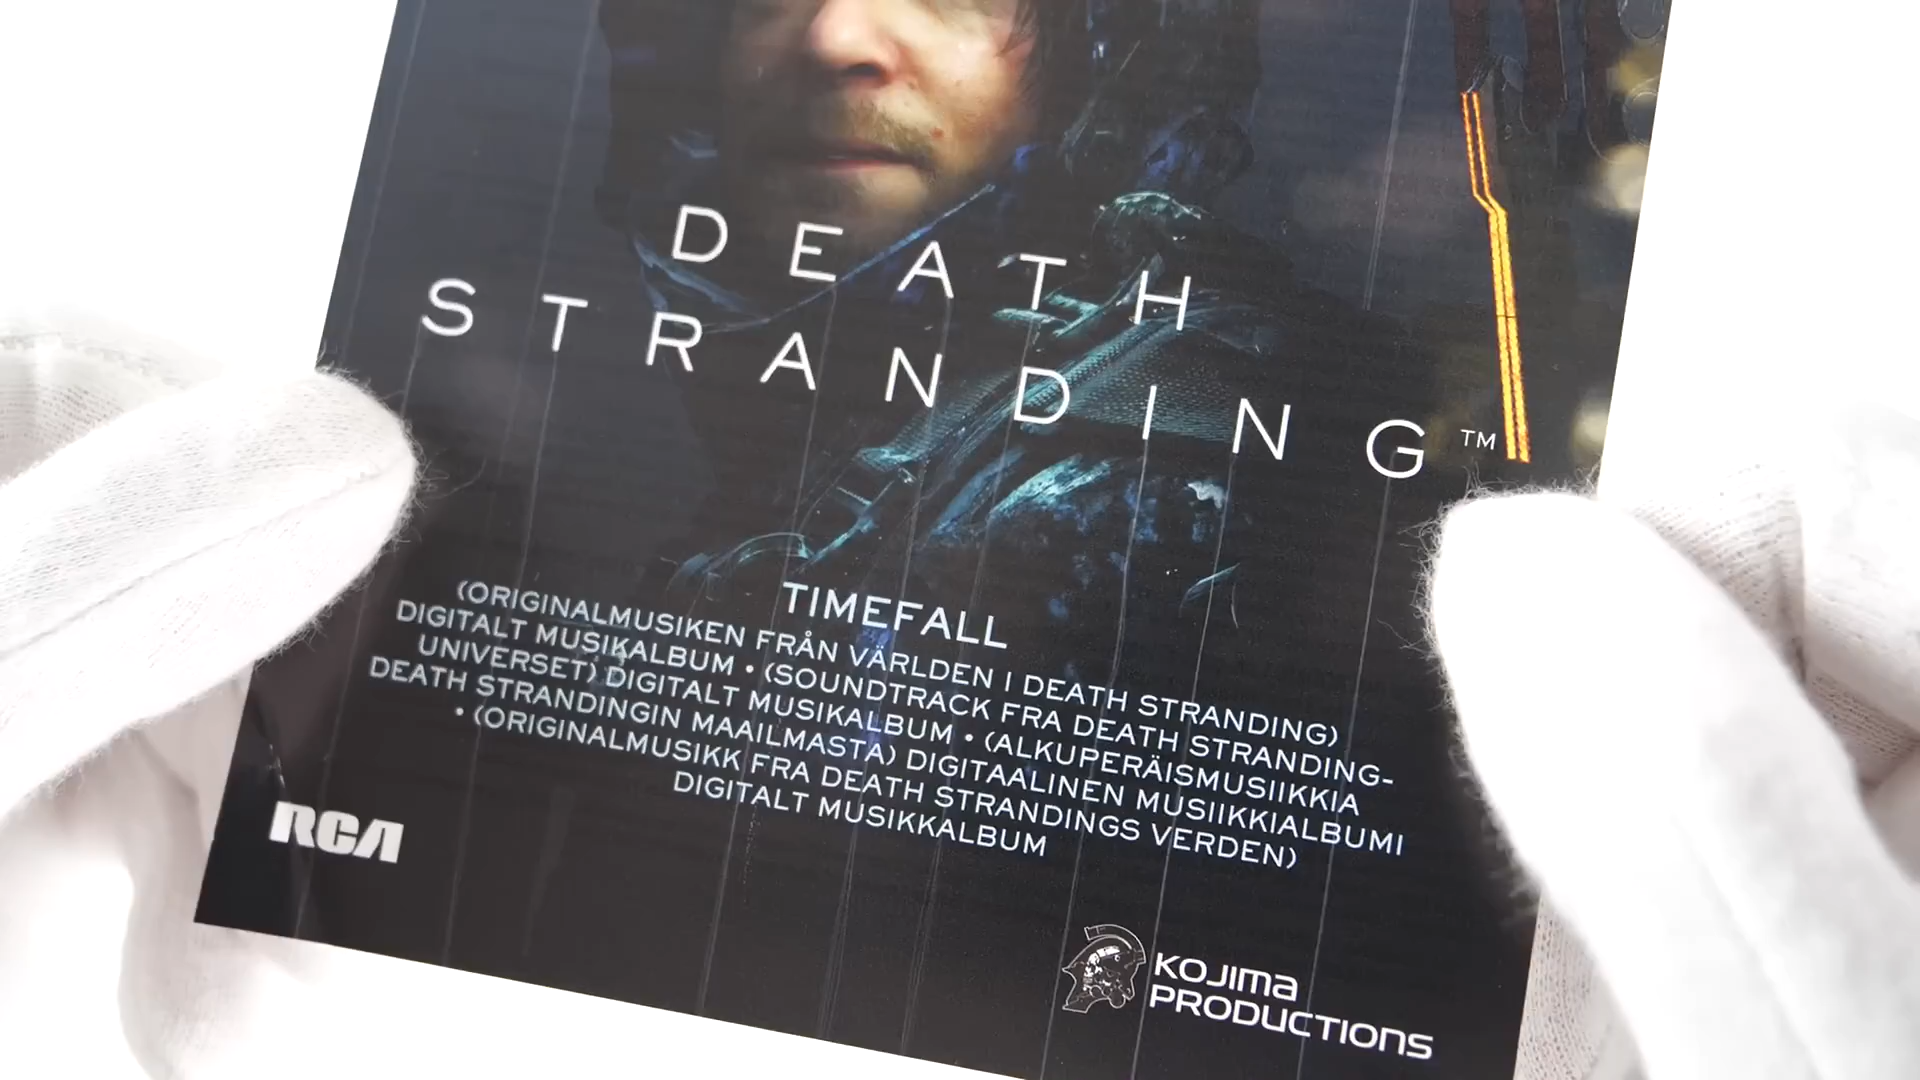 DEATH
STRANDING™
TIMEFALL
(ORIGINALMUSIKEN FRÅN VÄRLDEN I DEATH STRANDING)
DIGITALT MUSIKALBUM • (SOUNDTRACK FRA DEATH STRANDING-
UNIVERSET) DIGITALT MUSIKALBUM • (ALKUPERÄISMUSIIKKIA
DEATH STRANDINGIN MAAILMASTA) DIGITAALINEN MUSIIKKIALBUMI
• (ORIGINALMUSIKK FRA DEATH STRANDINGS VERDEN)
DIGITALT MUSIKKALBUM
RCA
KOJIMA
PRODUCTIONS